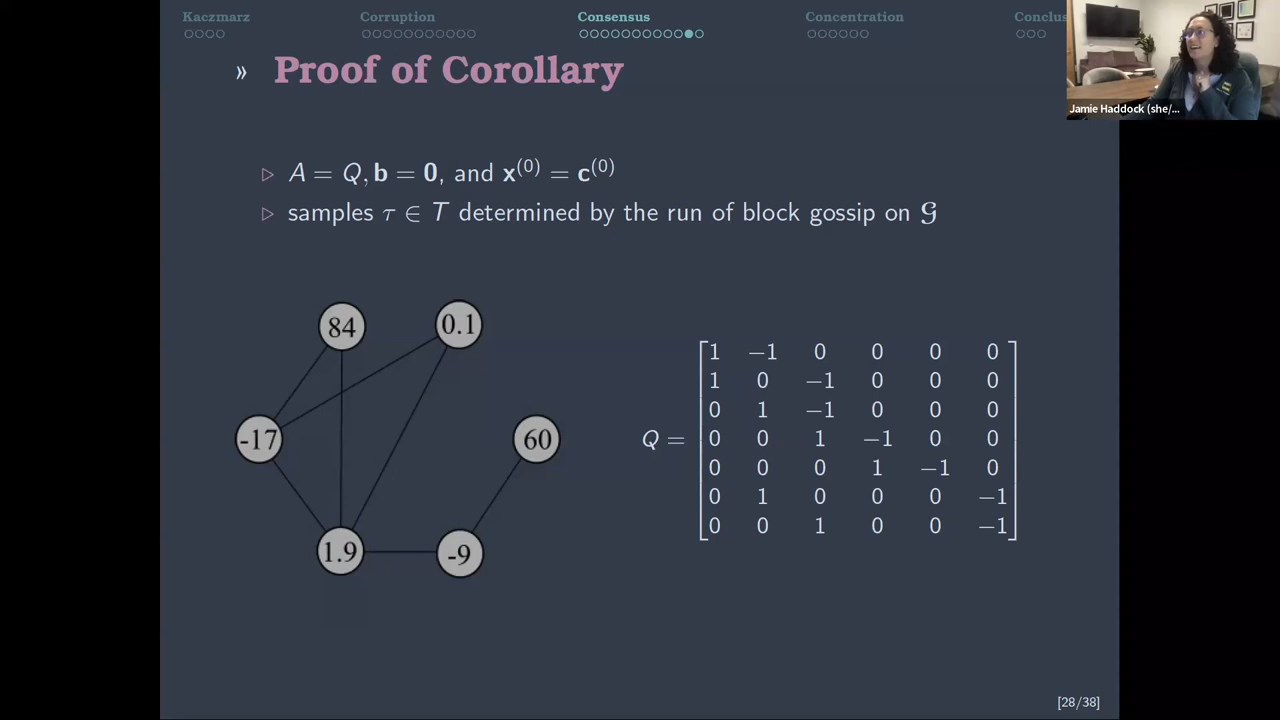 Kaczmarz Corruption Consensus Concentration Conclus
» Proof of Corollary
Jamie Haddock (she/...
▷ A = Q, b = 0, and x^(0) = c^(0)
▷ samples τ ∈ T determined by the run of block gossip on 𝒢
84 0.1
-17 60
1.9 -9
1 −1 0 0 0 0
1 0 −1 0 0 0
0 1 −1 0 0 0
Q = 0 0 1 −1 0 0
0 0 0 1 −1 0
0 1 0 0 0 −1
0 0 1 0 0 −1
[28/38]